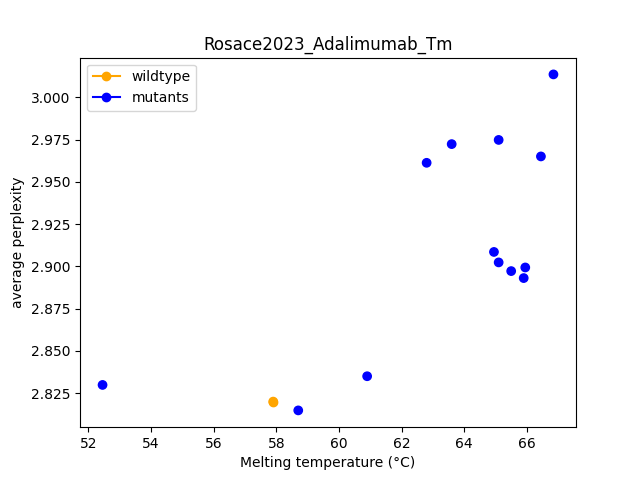 Rosace2023_Adalimumab_Tm
wildtype
mutants
3.000
2.975
2.950
2.925
2.900
2.875
2.850
2.825
average perplexity
52 54 56 58 60 62 64 66
Melting temperature (°C)